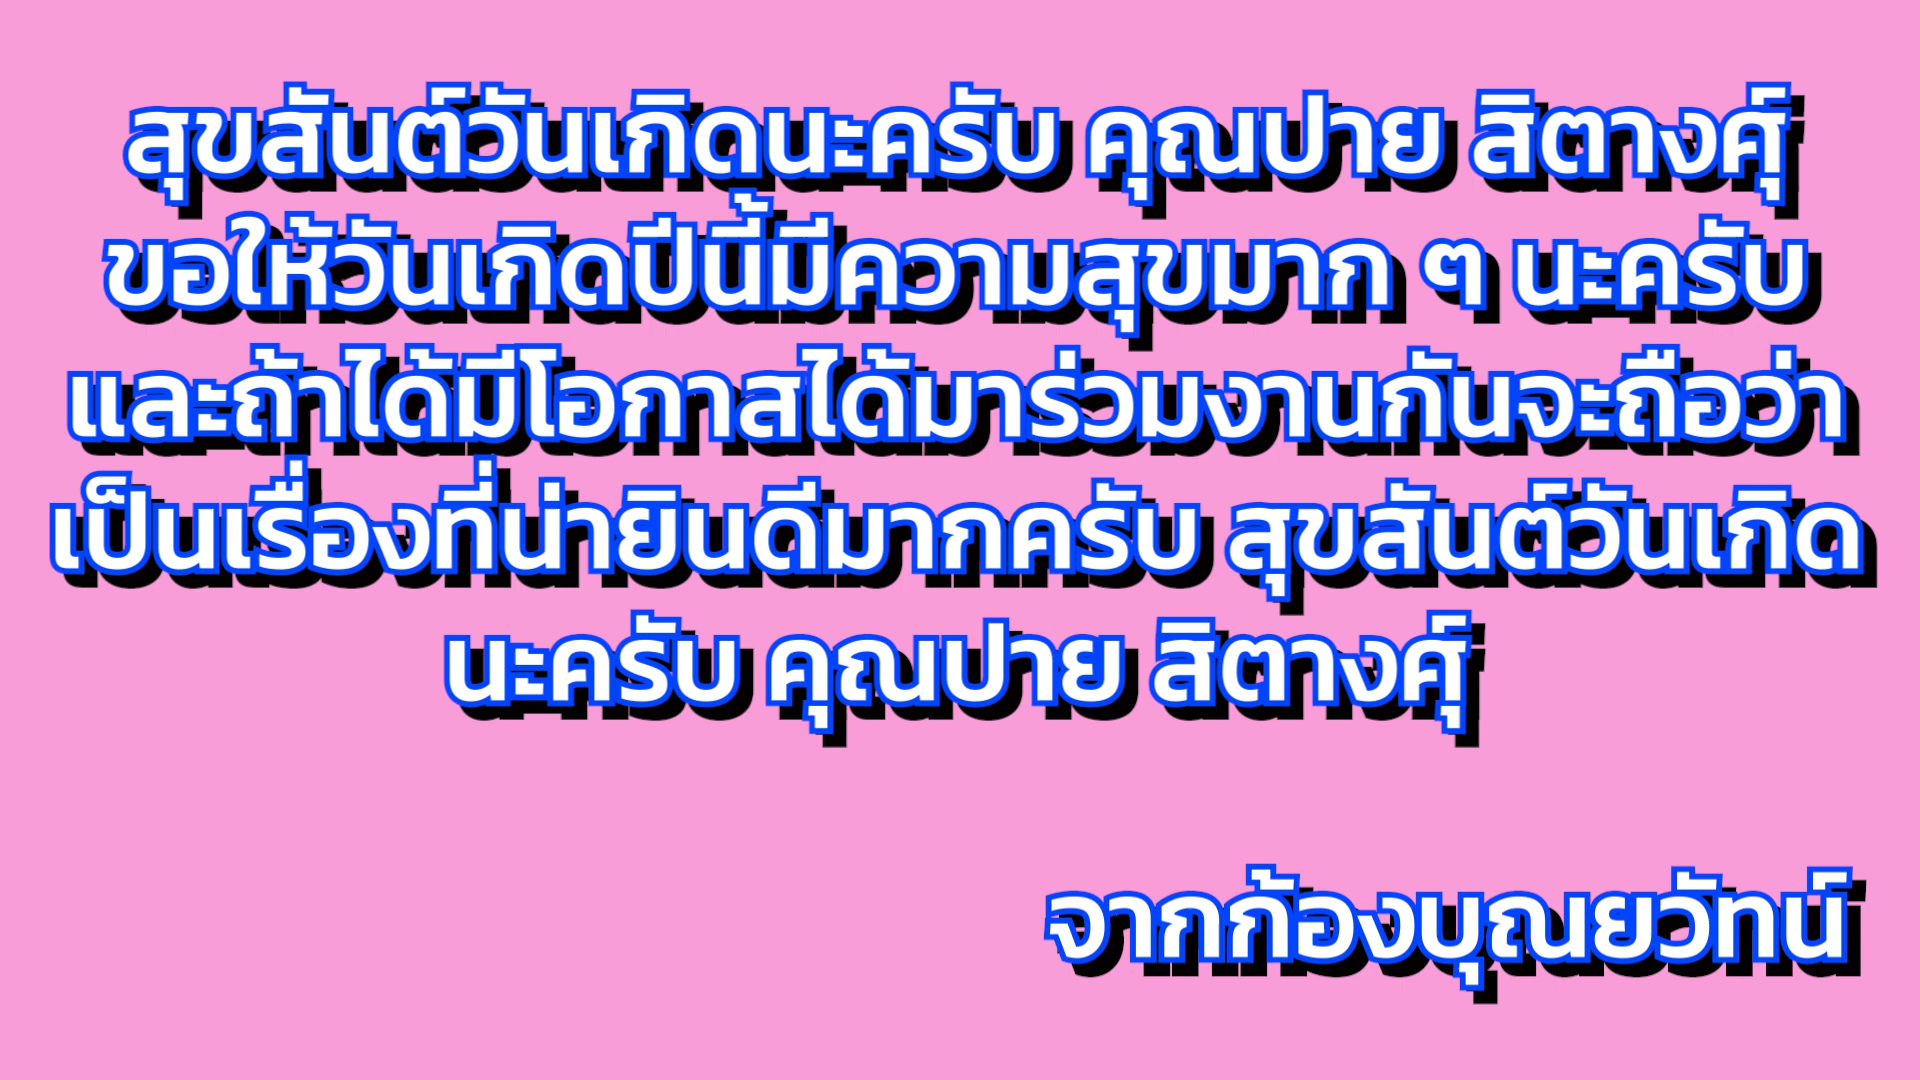 สุขสันต์วันเกิดนะครับ คุณปาย สิตางศุ์
ขอให้วันเกิดปีนี้มีความสุขมาก ๆ นะครับ
และถ้าได้มีโอกาสได้มาร่วมงานกันจะถือว่า
เป็นเรื่องที่น่ายินดีมากครับ สุขสันต์วันเกิด
นะครับ คุณปาย สิตางศุ์
จากก้องบุณยวัทน์